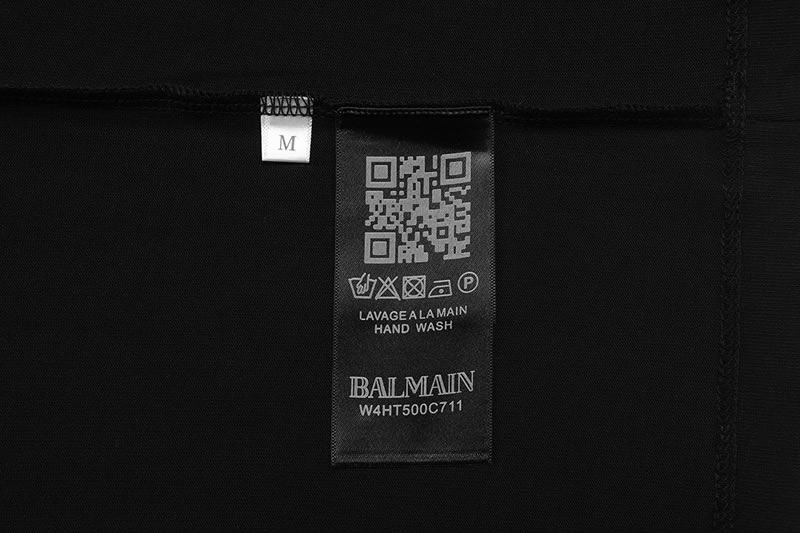 M
P
LAVAGE A LA MAIN
HAND WASH
BALMAIN
W4HT500C711